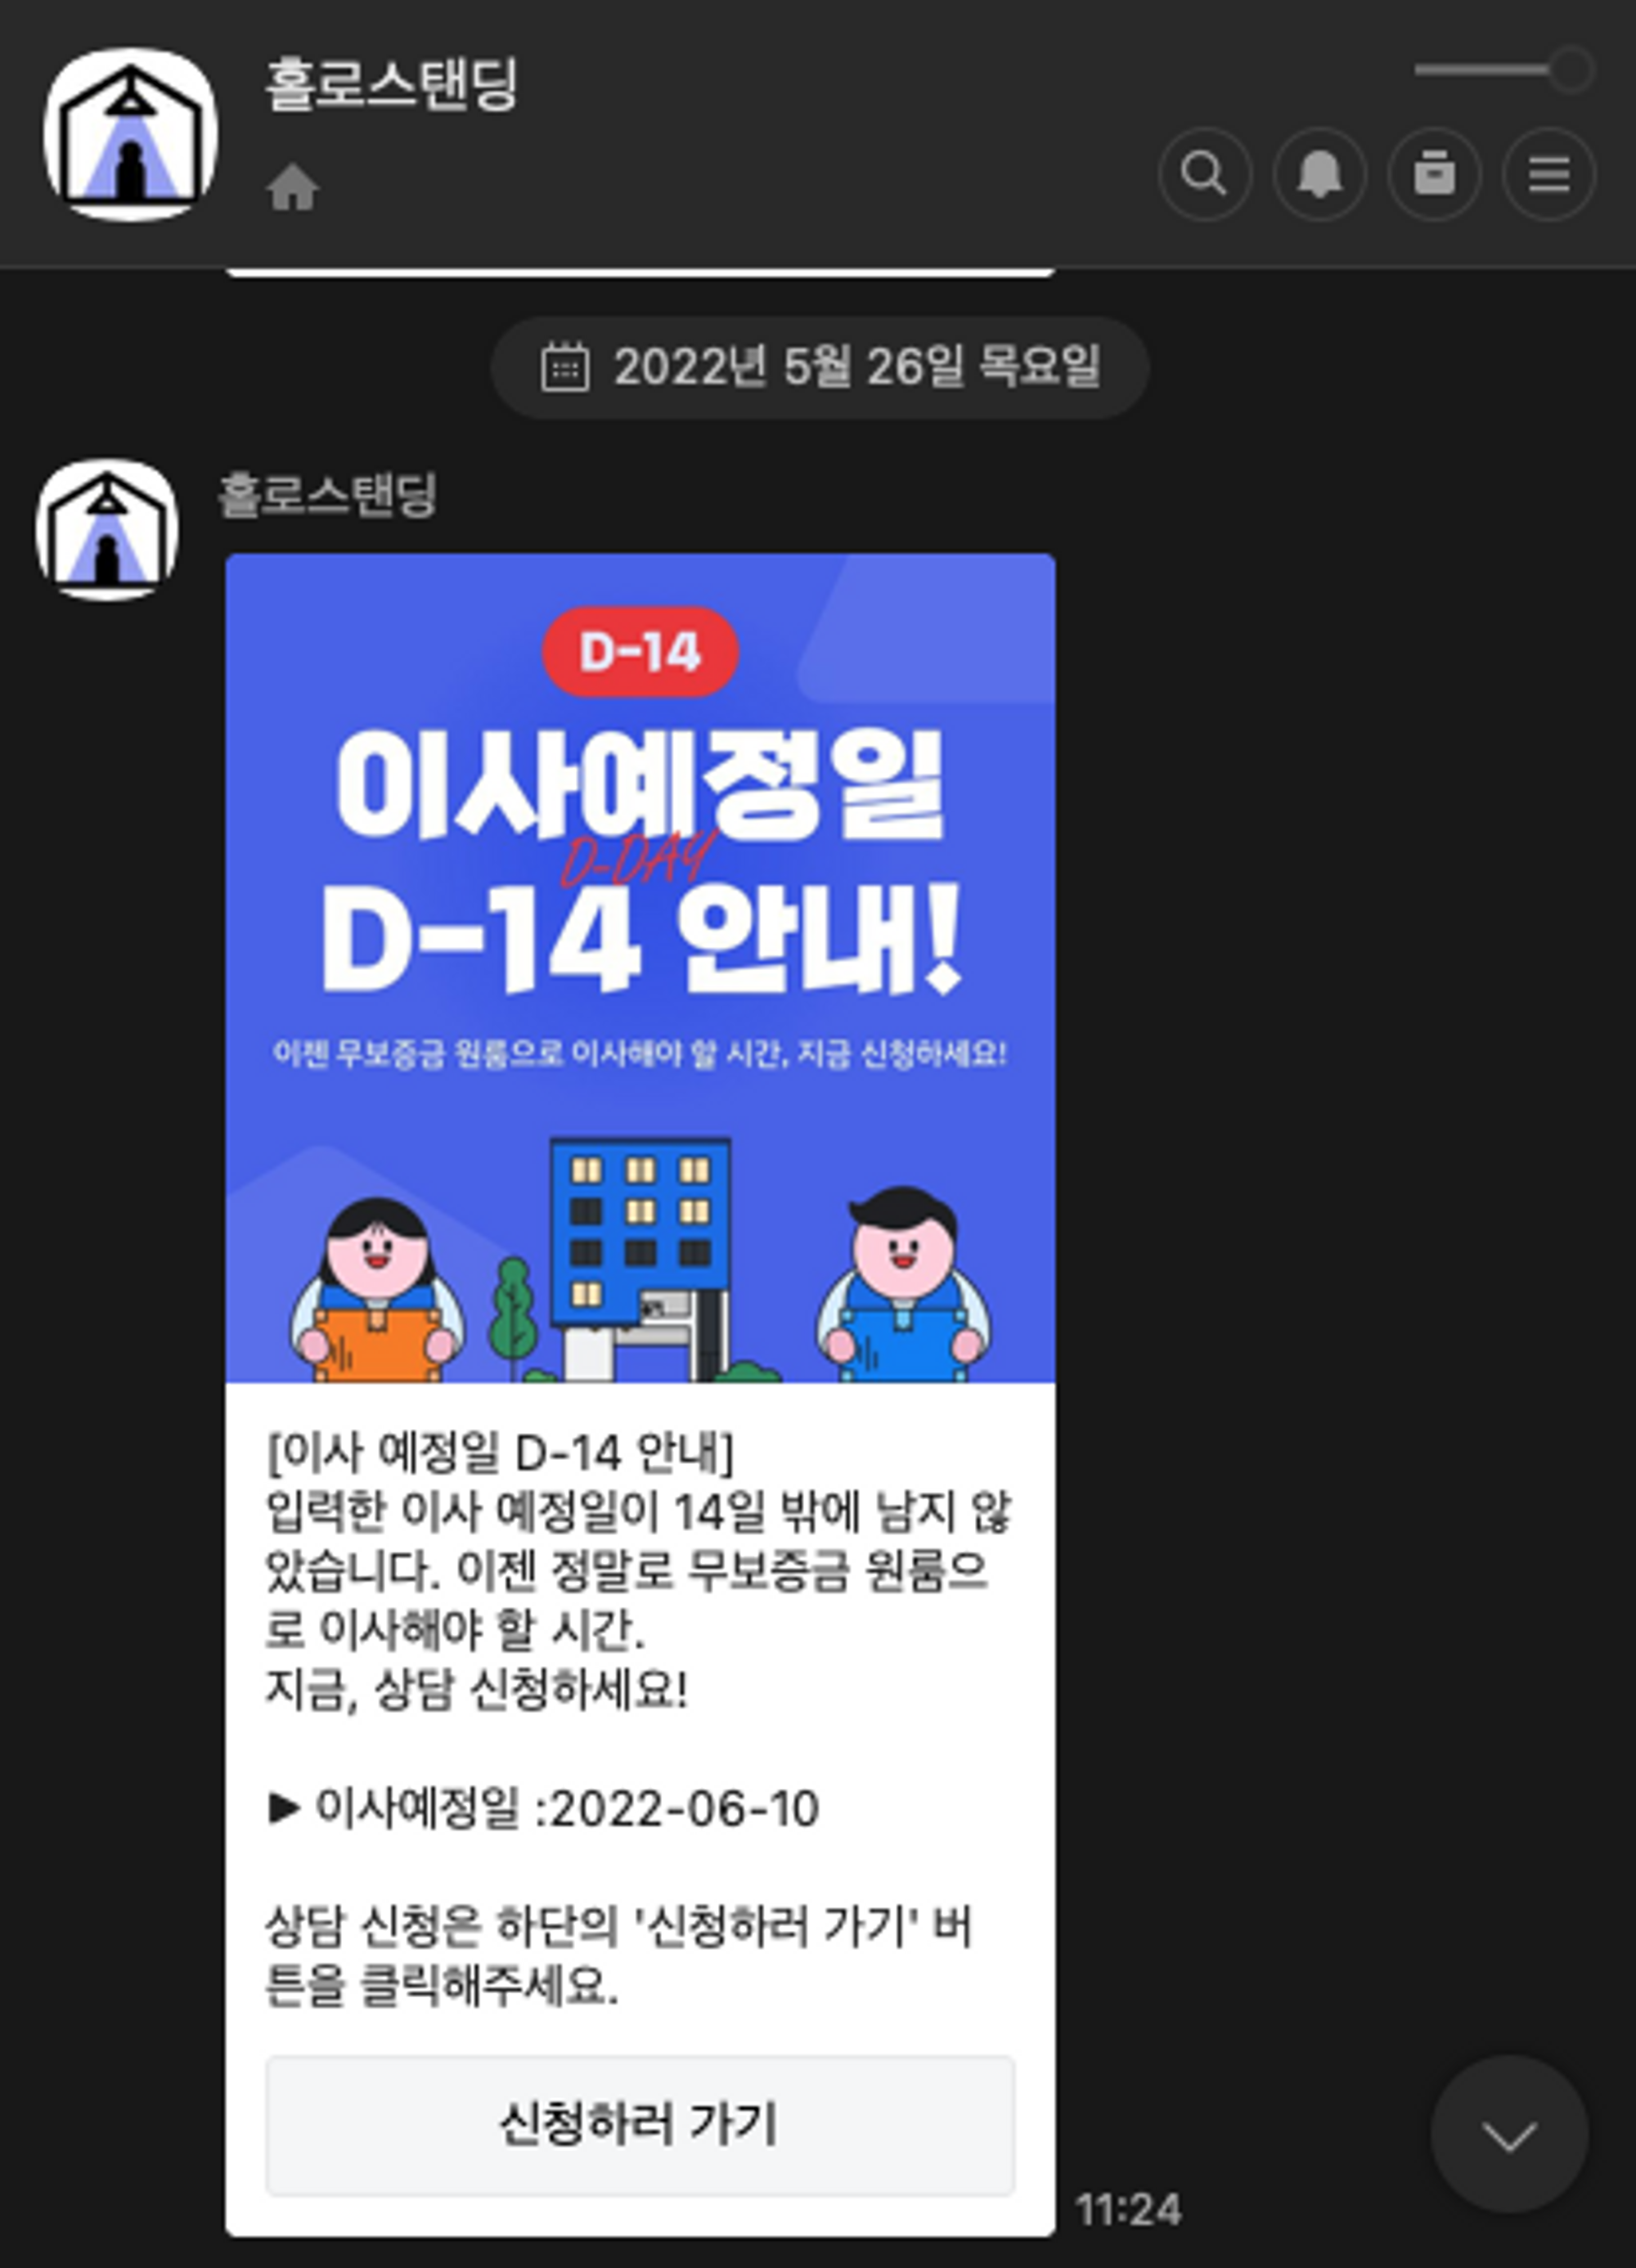 홀로스탠딩
2022년 5월 26일 목요일
홀로스탠딩
D-14
이사예정일
D-DAY
D-14 안내!
이젠 무보증금 원룸으로 이사해야 할 시간, 지금 신청하세요!
[이사 예정일 D-14 안내]
입력한 이사 예정일이 14일 밖에 남지 않
았습니다. 이젠 정말로 무보증금 원룸으
로 이사해야 할 시간.
지금, 상담 신청하세요!
▶ 이사예정일 :2022-06-10
상담 신청은 하단의 '신청하러 가기' 버
튼을 클릭해주세요.
신청하러 가기
11:24